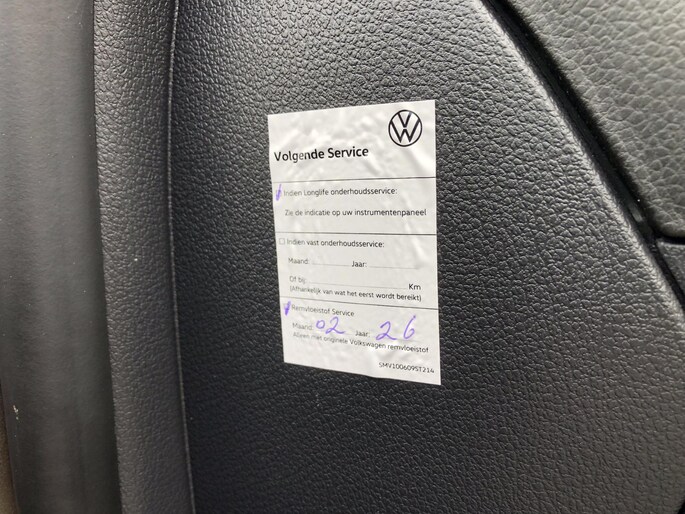 Volgende Service
Indien Longlife onderhoudsservice:
Zie de indicatie op uw instrumentenpaneel
Indien vast onderhoudsservice:
Maand: Jaar:
Of bij: Km
(Afhankelijk van wat het eerst wordt bereikt)
Remvloeistof Service
Maand: 02 Jaar: 26
Alleen met originele Volkswagen remvloeistof
SMV100609ST214